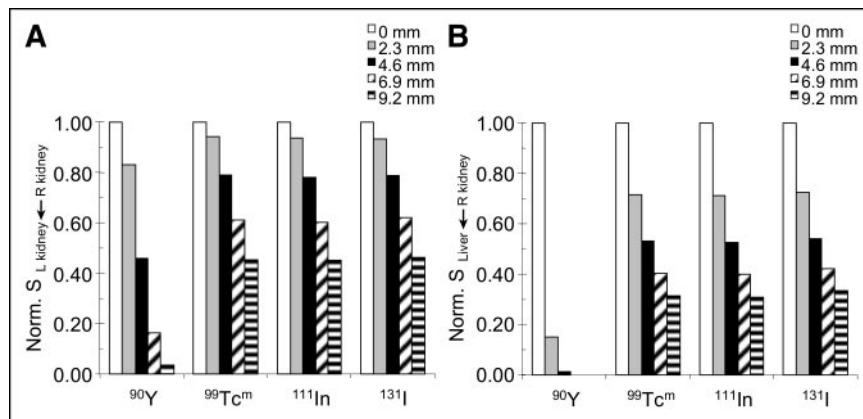 A
0 mm
2.3 mm
4.6 mm
6.9 mm
9.2 mm
1.00
0.80
0.60
0.40
0.20
0.00
Norm. S L kidney ← R kidney
⁹⁰Y
⁹⁹Tcᵐ
¹¹¹In
¹³¹I
B
0 mm
2.3 mm
4.6 mm
6.9 mm
9.2 mm
1.00
0.80
0.60
0.40
0.20
0.00
Norm. S Liver ← R kidney
⁹⁰Y
⁹⁹Tcᵐ
¹¹¹In
¹³¹I